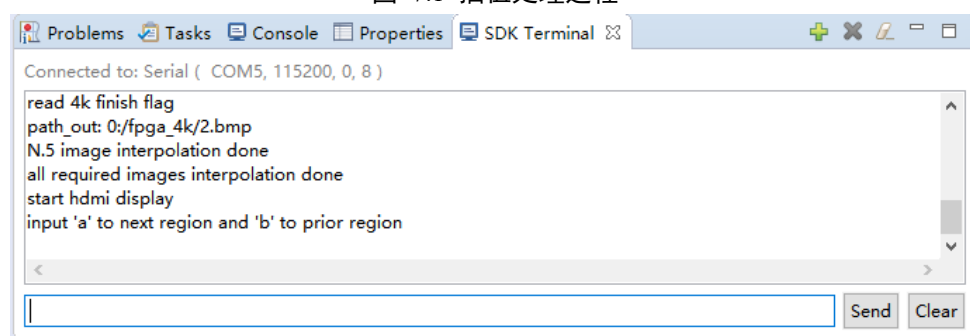 Problems Tasks Console Properties SDK Terminal
Connected to: Serial ( COM5, 115200, 0, 8 )
read 4k finish flag
path_out: 0:/fpga_4k/2.bmp
N.5 image interpolation done
all required images interpolation done
start hdmi display
input 'a' to next region and 'b' to prior region
Send Clear